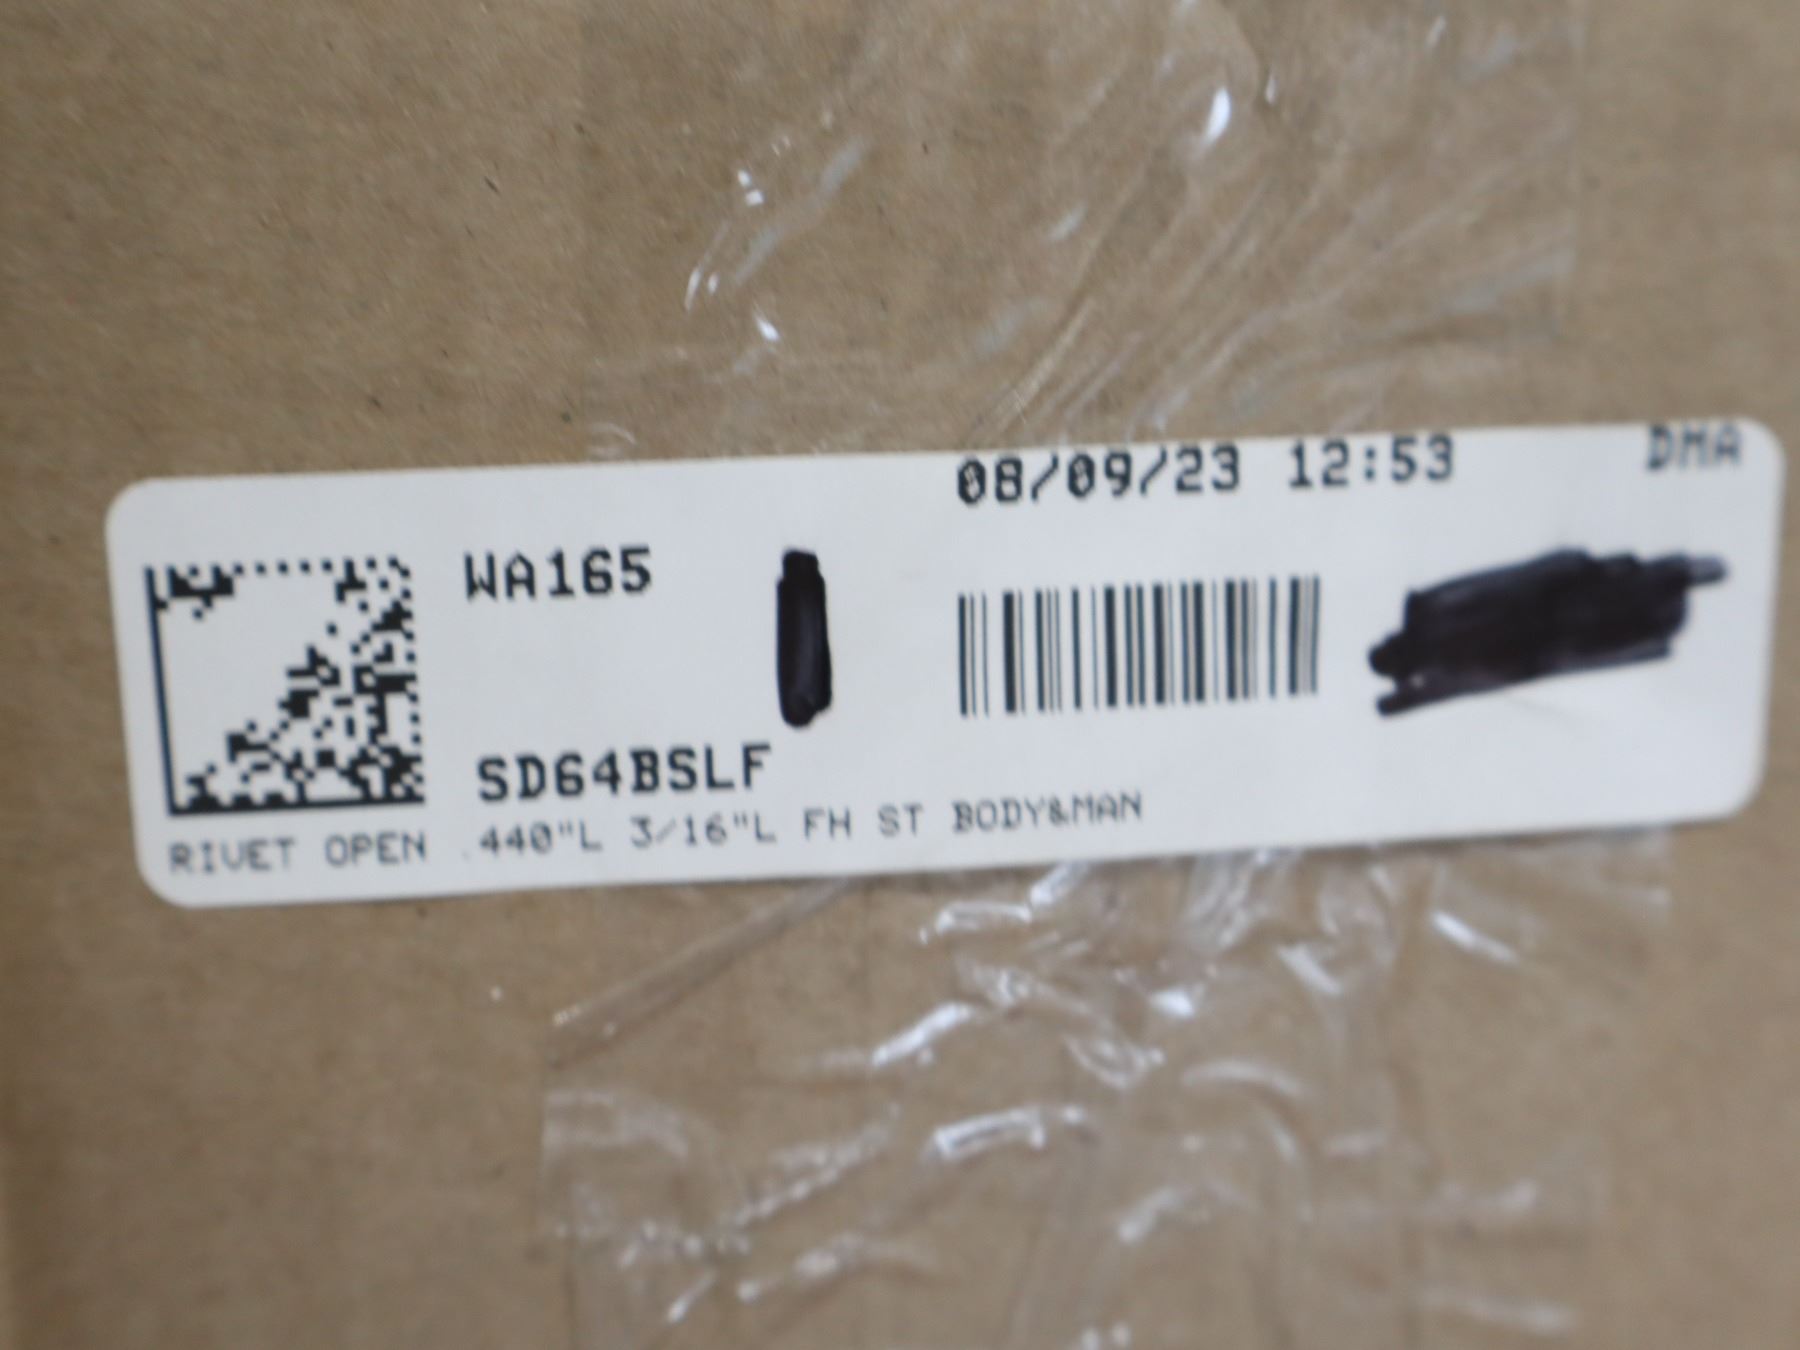 08/09/23 12:53 DMA
WA165
SD64BSLF
RIVET OPEN .440"L 3/16"L FH ST BODY&MAN